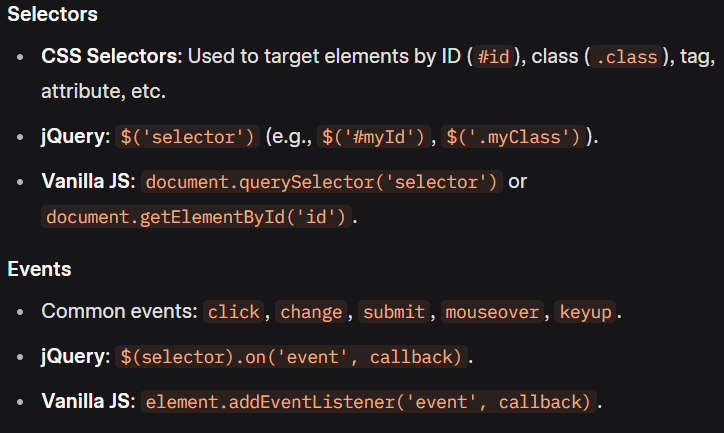 Selectors
• CSS Selectors: Used to target elements by ID ( #id ), class ( .class ), tag,
attribute, etc.
• jQuery: $('selector') (e.g., $('#myId') , $('.myClass') ).
• Vanilla JS: document.querySelector('selector') or
document.getElementById('id') .
Events
• Common events: click , change , submit , mouseover , keyup .
• jQuery: $(selector).on('event', callback) .
• Vanilla JS: element.addEventListener('event', callback) .